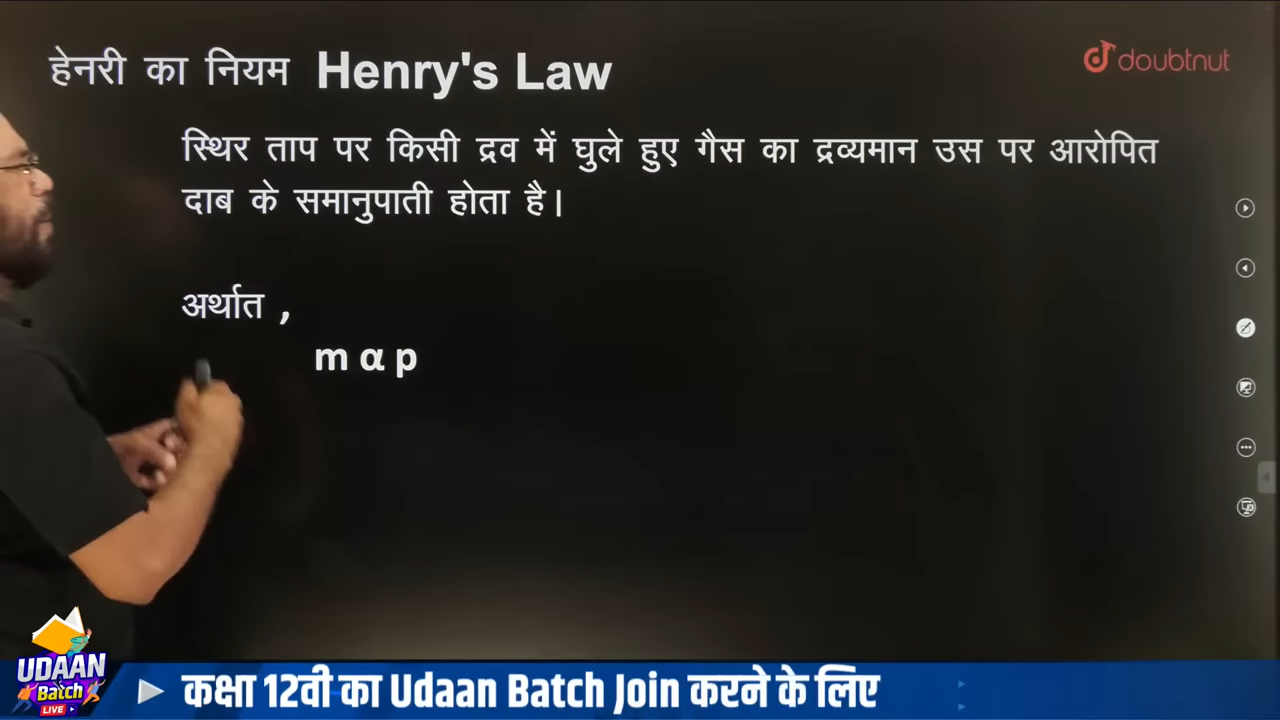 हेनरी का नियम Henry's Law
doubtnut
स्थिर ताप पर किसी द्रव में घुले हुए गैस का द्रव्यमान उस पर आरोपित
दाब के समानुपाती होता है।
अर्थात ,
m α p
UDAAN
Batch
LIVE
कक्षा 12वी का Udaan Batch Join करने के लिए